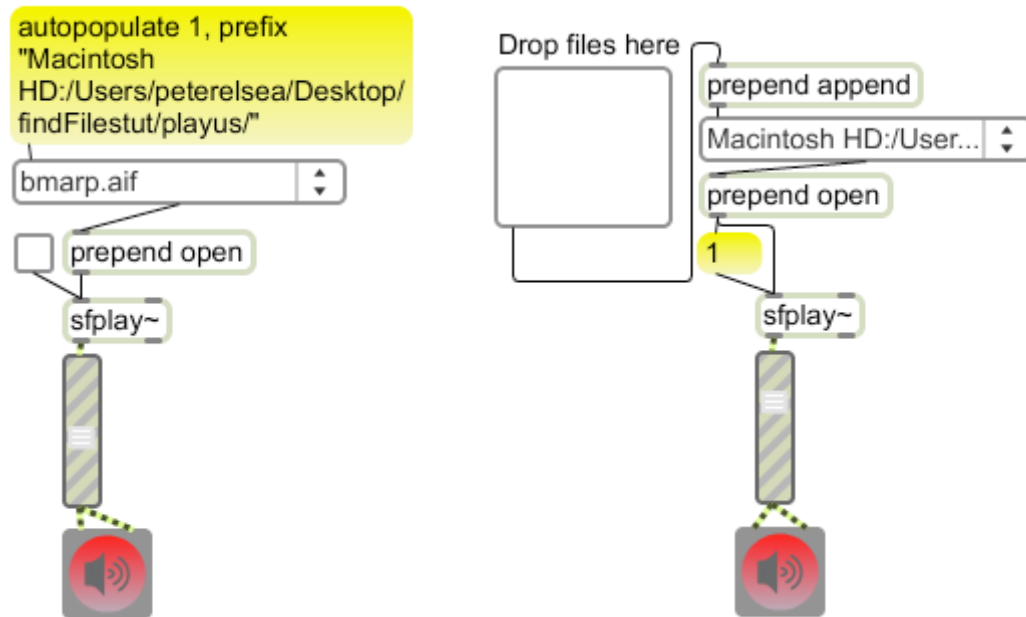 autopopulate 1, prefix
"Macintosh
HD:/Users/peterelsea/Desktop/
findFilestut/playus/"
bmarp.aif
prepend open
sfplay~
Drop files here
prepend append
Macintosh HD:/User...
prepend open
1
sfplay~